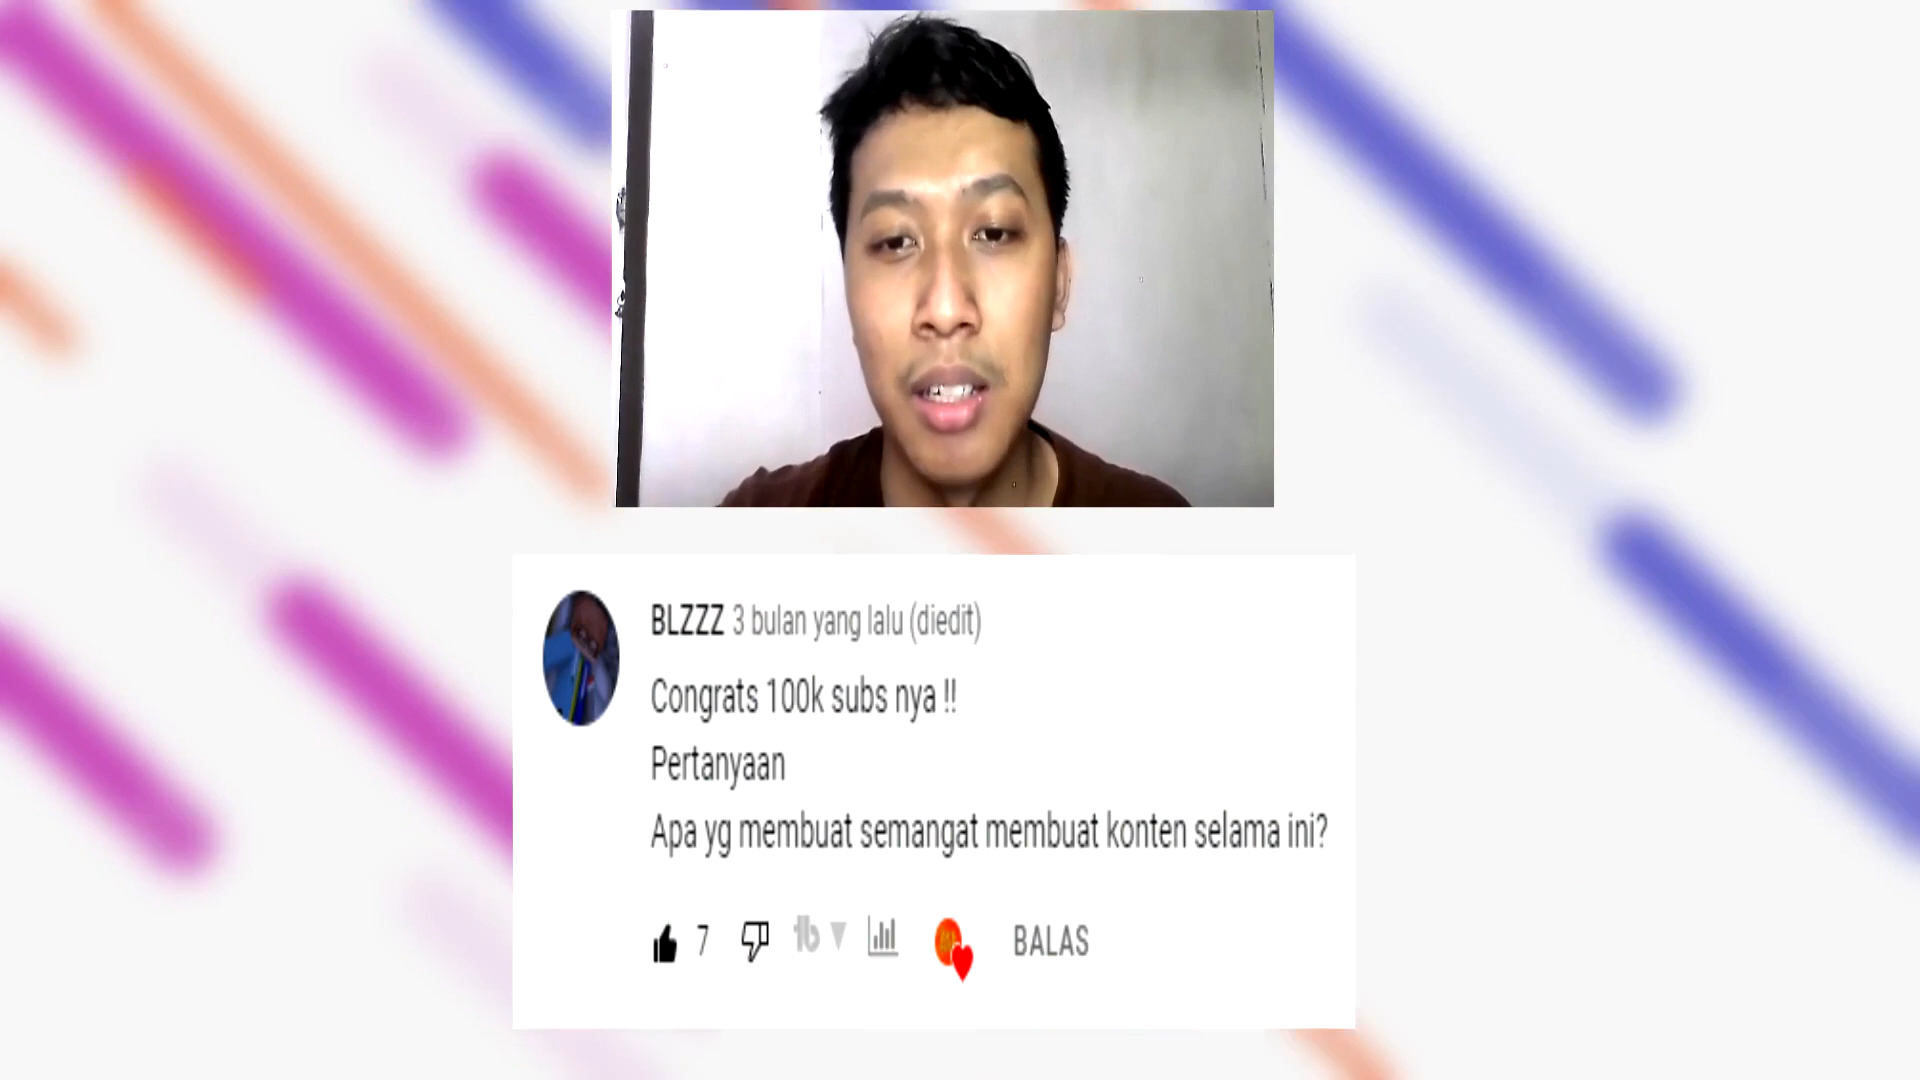 BLZZZ 3 bulan yang lalu (diedit)
Congrats 100k subs nya !!
Pertanyaan
Apa yg membuat semangat membuat konten selama ini?
7 BALAS